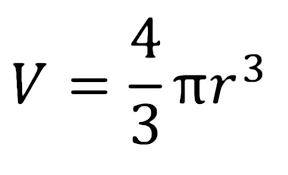 V = 4/3 πr³